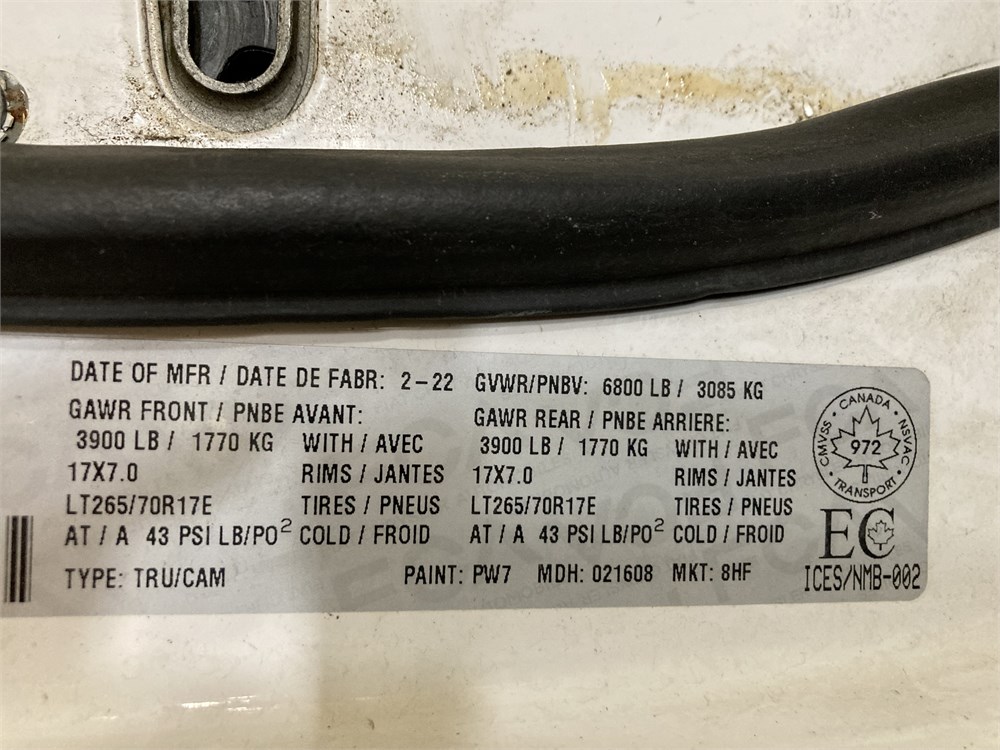 DATE OF MFR / DATE DE FABR: 2-22 GVWR/PNBV: 6800 LB / 3085 KG
GAWR FRONT / PNBE AVANT: GAWR REAR / PNBE ARRIERE:
3900 LB / 1770 KG WITH / AVEC 3900 LB / 1770 KG WITH / AVEC
17X7.0 RIMS / JANTES 17X7.0 RIMS / JANTES
LT265/70R17E TIRES / PNEUS LT265/70R17E TIRES / PNEUS
AT / A 43 PSI LB/PO² COLD / FROID AT / A 43 PSI LB/PO² COLD / FROID
TYPE: TRU/CAM PAINT: PW7 MDH: 021608 MKT: 8HF
CANADA · NSVAC · TRANSPORT · CMVSS
972
EC
ICES/NMB-002